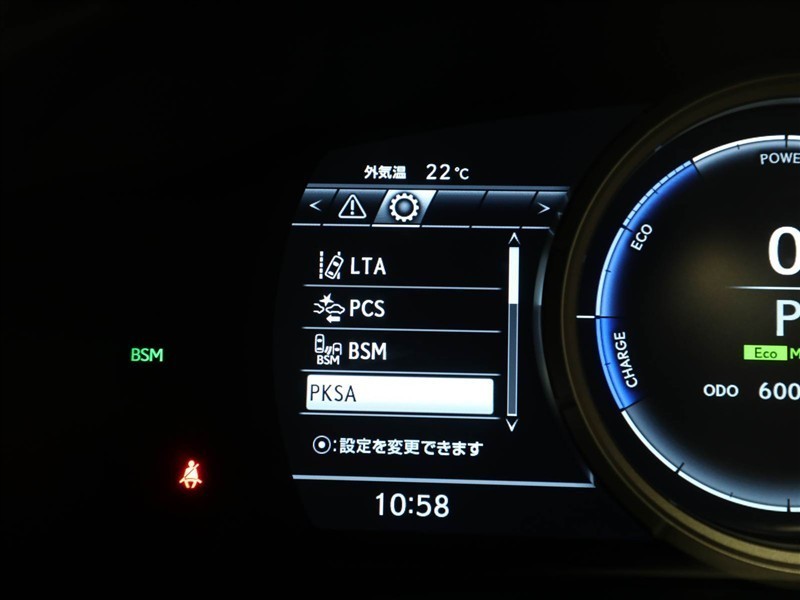 外気温 22℃
LTA
PCS
BSM BSM
PKSA
⦿:設定を変更できます
10:58
BSM
POWE
ECO
CHARGE
0
P
Eco M
ODO 600